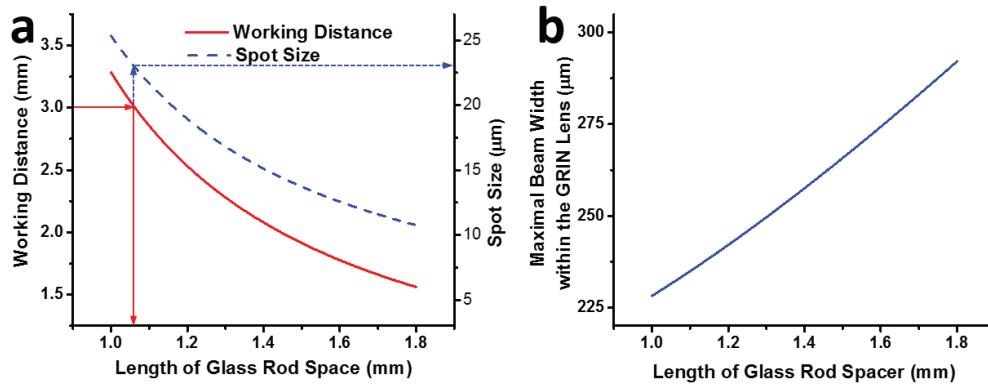 a
Working Distance
Spot Size
Working Distance (mm)
3.5
3.0
2.5
2.0
1.5
25
20
15
10
5
Spot Size (μm)
1.0 1.2 1.4 1.6 1.8
Length of Glass Rod Space (mm)
b
Maximal Beam Width
within the GRIN Lens (μm)
300
275
250
225
1.0 1.2 1.4 1.6 1.8
Length of Glass Rod Spacer (mm)